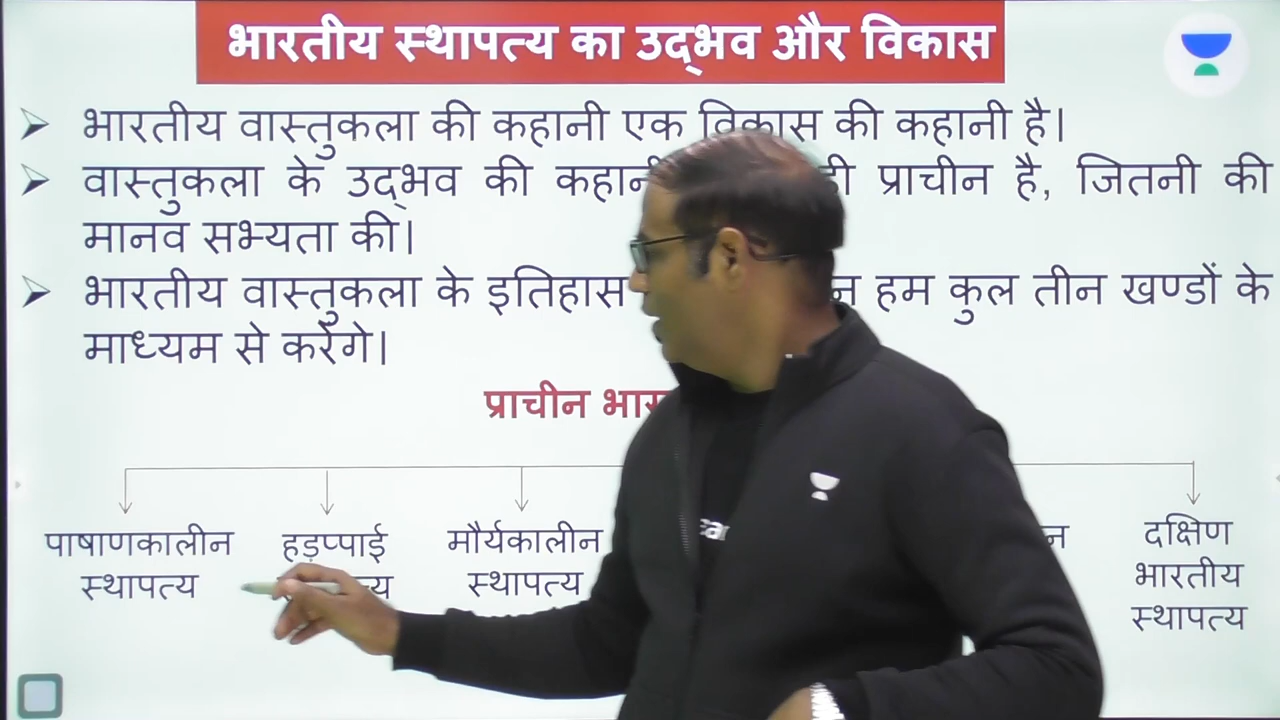 भारतीय स्थापत्य का उद्भव और विकास
भारतीय वास्तुकला की कहानी एक विकास की कहानी है।
वास्तुकला के उद्भव की कहानी ही प्राचीन है, जितनी की
मानव सभ्यता की।
भारतीय वास्तुकला के इतिहास हम कुल तीन खण्डों के
माध्यम से करेंगे।
प्राचीन
पाषाणकालीन
स्थापत्य
हड़प्पाई
मौर्यकालीन
स्थापत्य
दक्षिण
भारतीय
स्थापत्य